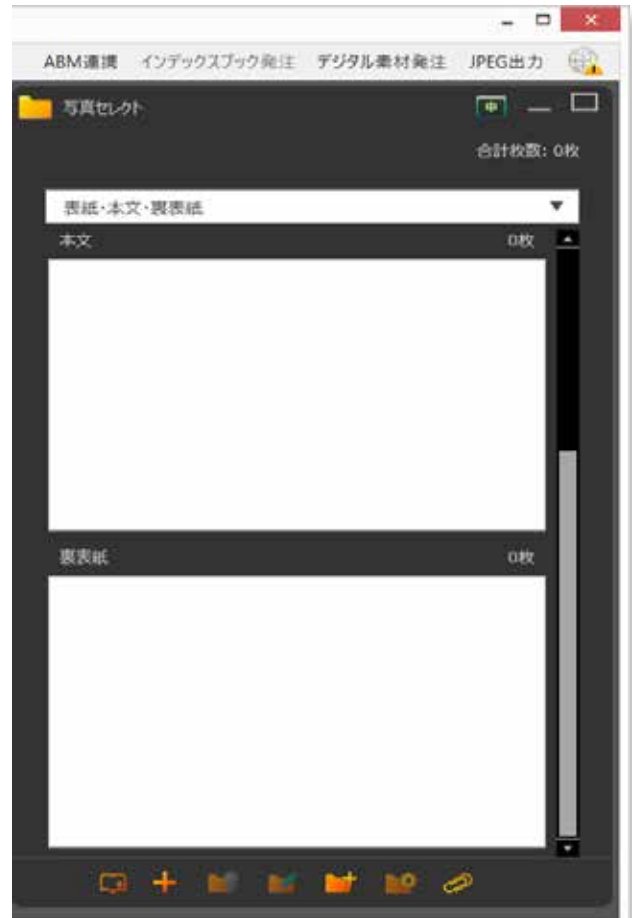 ABM連携 インデックスブック発注 デジタル素材発注 JPEG出力
写真セレクト 中
合計枚数: 0枚
表紙・本文・裏表紙
本文 0枚
裏表紙 0枚